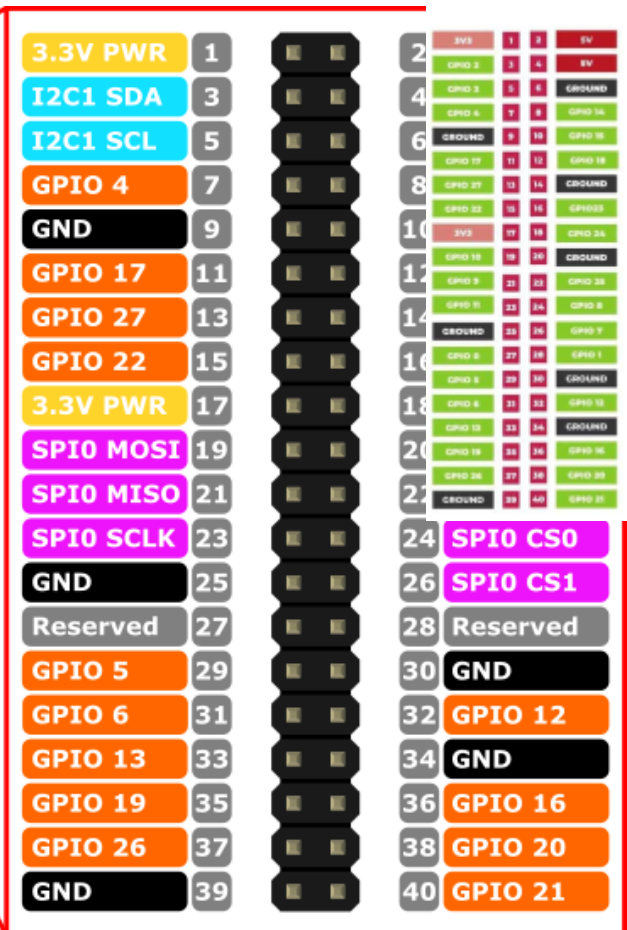 3.3V PWR 1 2
I2C1 SDA 3 4
I2C1 SCL 5 6
GPIO 4 7 8
GND 9 10
GPIO 17 11
GPIO 27 13
GPIO 22 15
3.3V PWR 17
SPI0 MOSI 19
SPI0 MISO 21
SPI0 SCLK 23 24 SPI0 CS0
GND 25 26 SPI0 CS1
Reserved 27 28 Reserved
GPIO 5 29 30 GND
GPIO 6 31 32 GPIO 12
GPIO 13 33 34 GND
GPIO 19 35 36 GPIO 16
GPIO 26 37 38 GPIO 20
GND 39 40 GPIO 21
3V3 1 2 5V
GPIO 2 3 4 5V
GPIO 3 5 6 GROUND
GPIO 4 7 8 GPIO 14
GROUND 9 10 GPIO 15
GPIO 17 11 12 GPIO 18
GPIO 27 13 14 GROUND
GPIO 22 15 16 GPIO23
3V3 17 18 GPIO 24
GPIO 10 19 20 GROUND
GPIO 9 21 22 GPIO 25
GPIO 11 23 24 GPIO 8
GROUND 25 26 GPIO 7
GPIO 0 27 28 GPIO 1
GPIO 5 29 30 GROUND
GPIO 6 31 32 GPIO 12
GPIO 13 33 34 GROUND
GPIO 19 35 36 GPIO 16
GPIO 26 37 38 GPIO 20
GROUND 39 40 GPIO 21